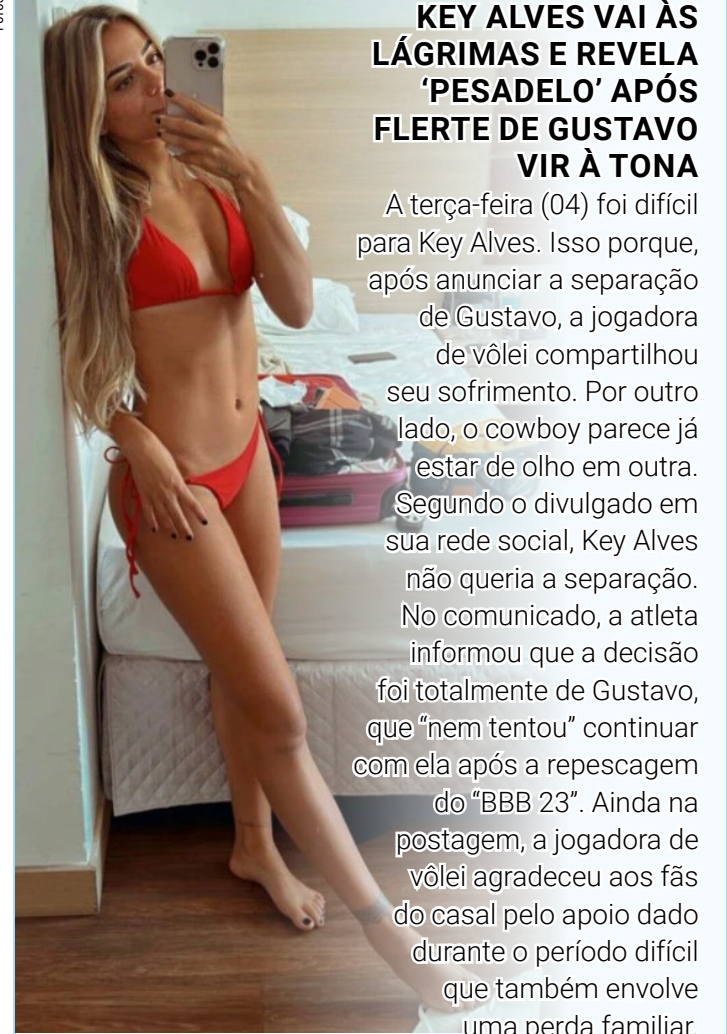 KEY ALVES VAI ÀS
LÁGRIMAS E REVELA
‘PESADELO’ APÓS
FLERTE DE GUSTAVO
VIR À TONA
A terça-feira (04) foi difícil
para Key Alves. Isso porque,
após anunciar a separação
de Gustavo, a jogadora
de vôlei compartilhou
seu sofrimento. Por outro
lado, o cowboy parece já
estar de olho em outra.
Segundo o divulgado em
sua rede social, Key Alves
não queria a separação.
No comunicado, a atleta
informou que a decisão
foi totalmente de Gustavo,
que “nem tentou” continuar
com ela após a repescagem
do “BBB 23”. Ainda na
postagem, a jogadora de
vôlei agradeceu aos fãs
do casal pelo apoio dado
durante o período difícil
que também envolve
uma perda familiar.